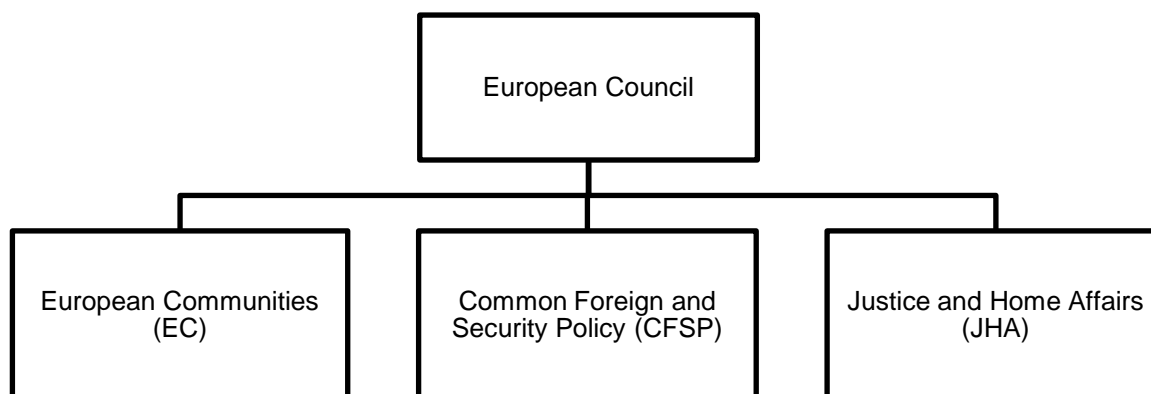 European Council
European Communities
(EC)
Common Foreign and
Security Policy (CFSP)
Justice and Home Affairs
(JHA)